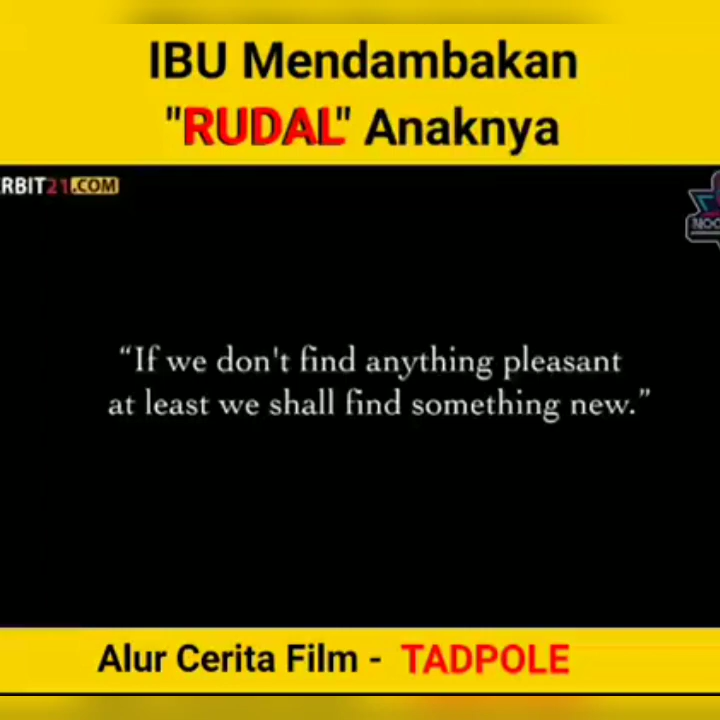 IBU Mendambakan
"RUDAL" Anaknya
RBIT21.COM
NOO
“If we don't find anything pleasant
at least we shall find something new.”
Alur Cerita Film - TADPOLE